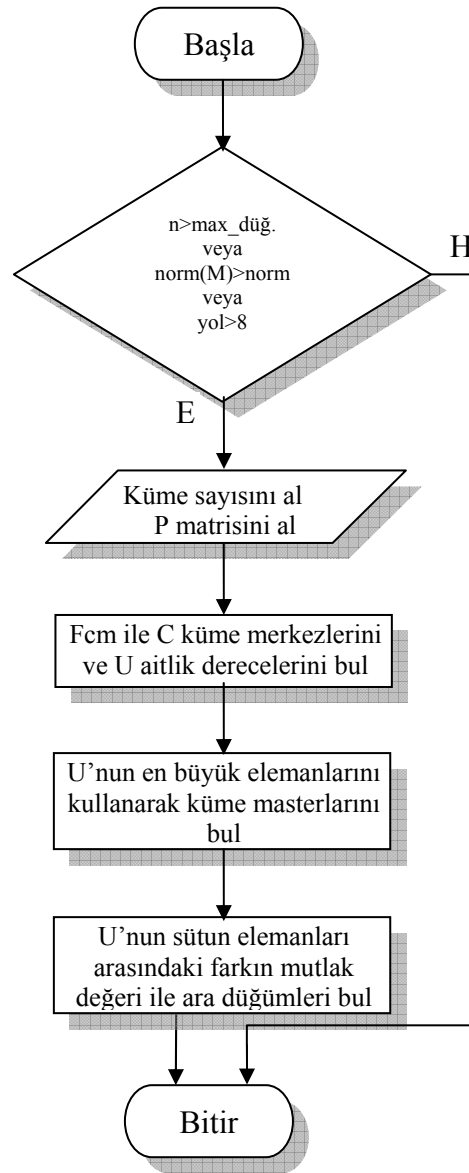 Başla
n>max_düğ.
veya
norm(M)>norm
veya
yol>8
H
E
Küme sayısını al
P matrisini al
Fcm ile C küme merkezlerini
ve U aitlik derecelerini bul
U’nun en büyük elemanlarını
kullanarak küme masterlarını
bul
U’nun sütun elemanları
arasındaki farkın mutlak
değeri ile ara düğümleri bul
Bitir